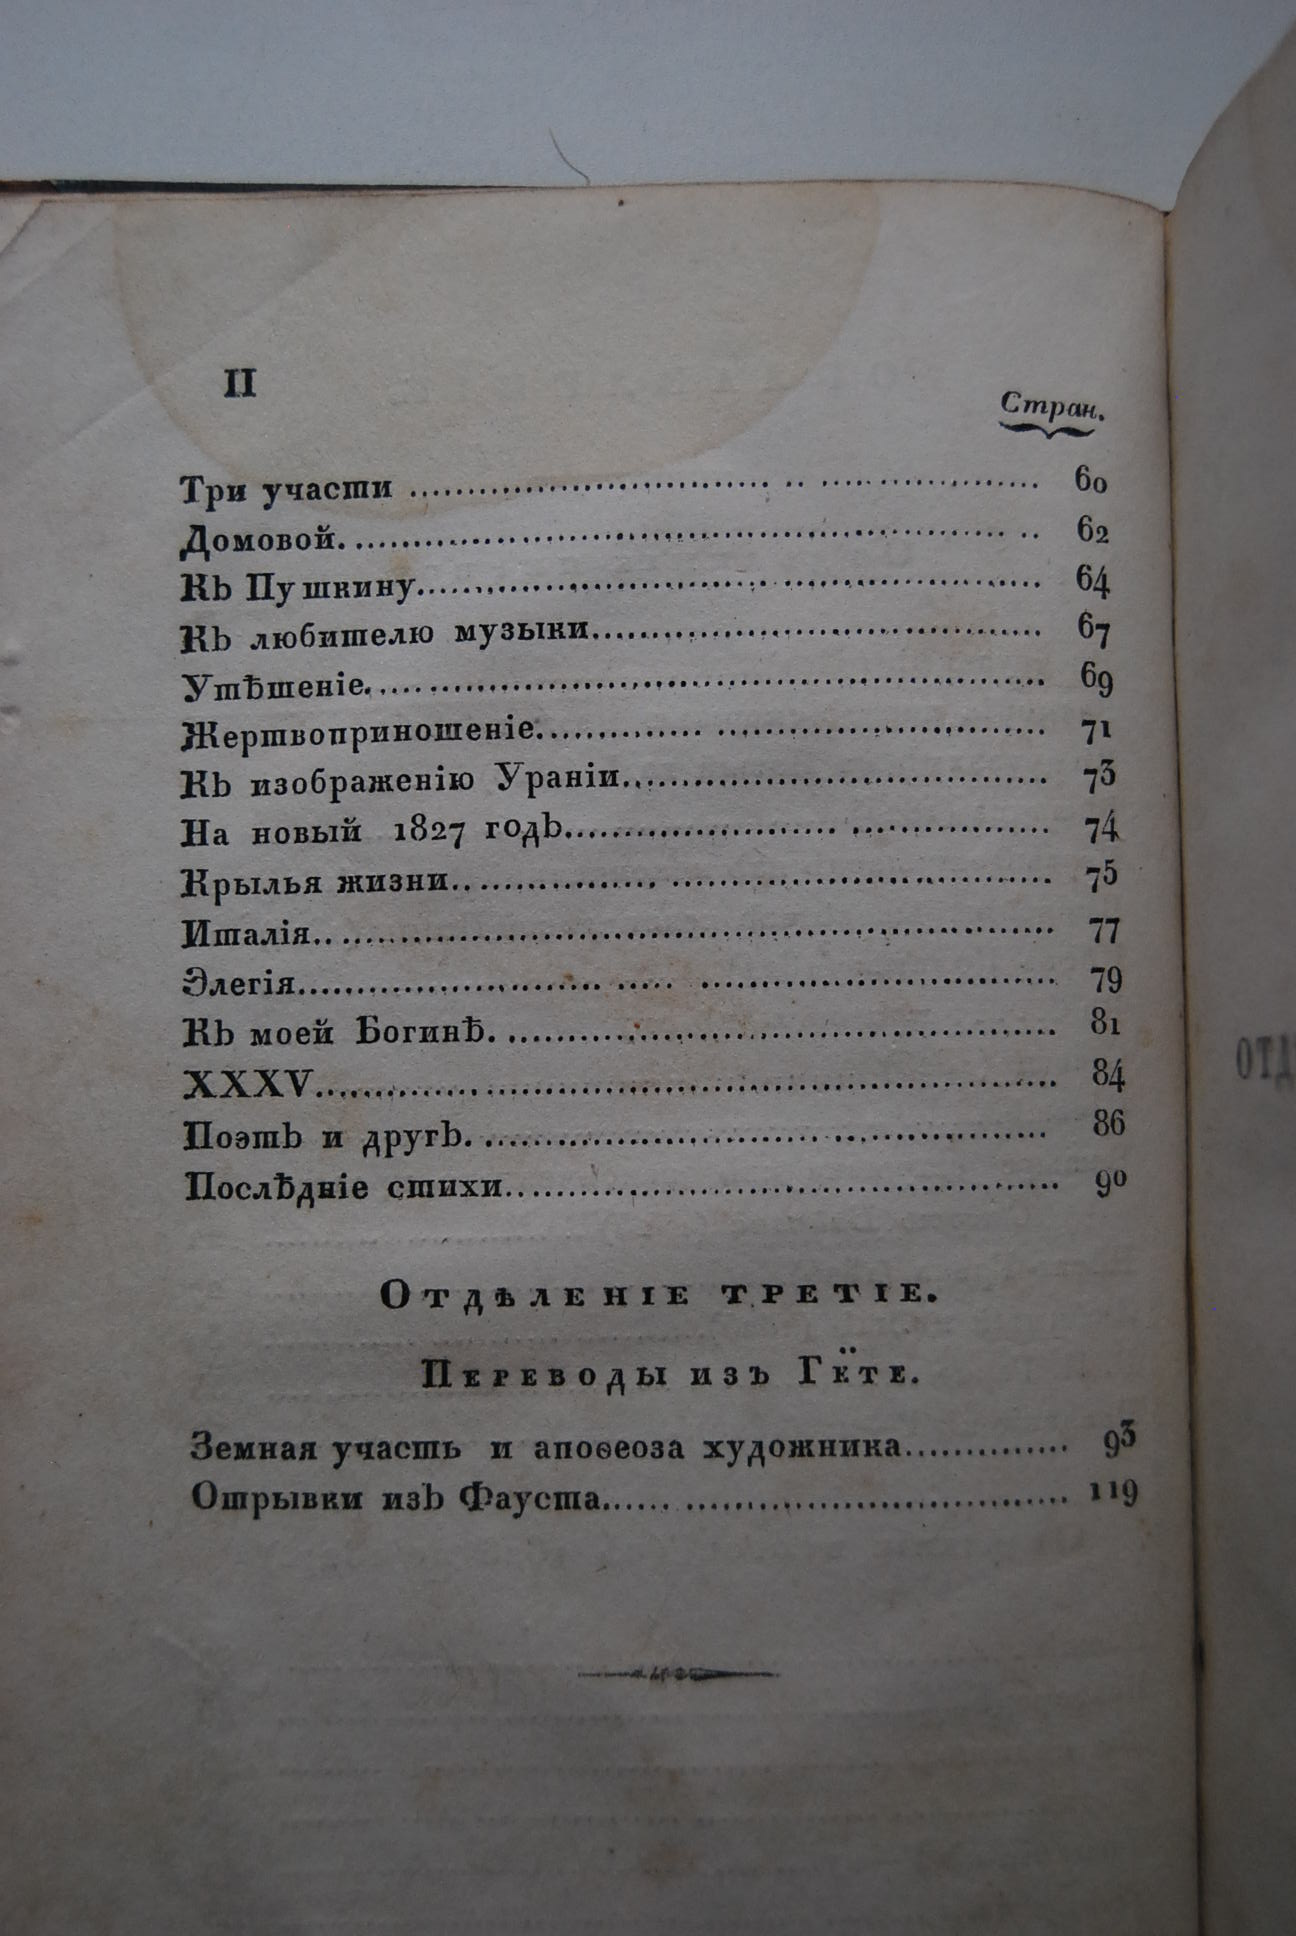 II
Стран.
Три участи ........................................ 60
Домовой. ........................................ 62
Къ Пушкину........................................ 64
Къ любителю музыки........................................ 67
Утѣшеніе. ........................................ 69
Жертвоприношеніе........................................ 71
Къ изображенію Ураніи........................................ 73
На новый 1827 годъ........................................ 74
Крылья жизни........................................ 75
Италія........................................ 77
Элегія........................................ 79
Къ моей Богинѣ. ........................................ 81
XXXV........................................ 84
Поэтъ и другъ. ........................................ 86
Послѣдніе стихи........................................ 90
Отдѣленіе третіе.
Переводы изъ Гёте.
Земная участь и апоѳеоза художника.............. 93
Отрывки изъ Фауста........................................ 119